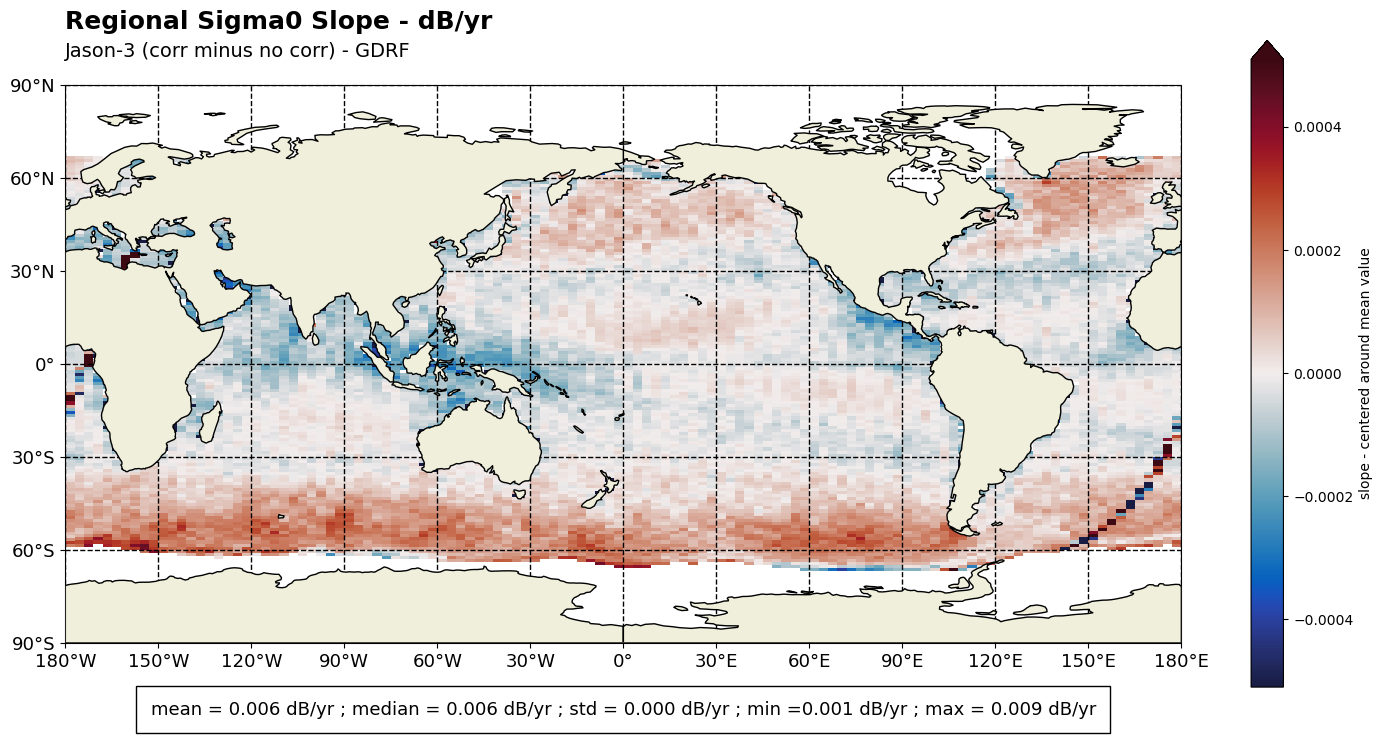 Regional Sigma0 Slope - dB/yr
Jason-3 (corr minus no corr) - GDRF
90°N
60°N
30°N
0°
30°S
60°S
90°S
180°W 150°W 120°W 90°W 60°W 30°W 0° 30°E 60°E 90°E 120°E 150°E 180°E
0.0004
0.0002
0.0000
−0.0002
−0.0004
slope - centered around mean value
mean = 0.006 dB/yr ; median = 0.006 dB/yr ; std = 0.000 dB/yr ; min =0.001 dB/yr ; max = 0.009 dB/yr